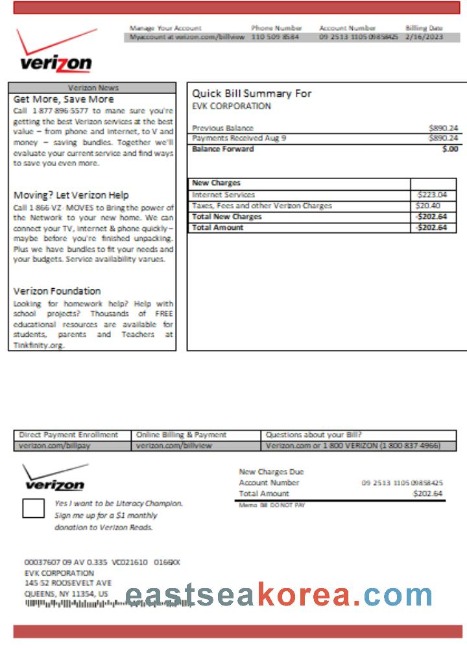 Manage Your Account Phone Number Account Number Billing Date
Myaccount at verizon.com/billview 110 509 8584 09 2513 1105 09858425 2/16/2023
verizon
Verizon News
Get More, Save More
Call 1-877-896-5577 to mane sure you're
getting the best Verizon services at the best
value – from phone and internet, to V and
money – saving bundles. Together we'll
evaluate your current service and find ways
to save you even more.
Moving? Let Verizon Help
Call 1 866 VZ MOVES to Bring the power of
the Network to your new home. We can
connect your TV, internet & phone quickly –
maybe before you're finished unpacking.
Plus we have bundles to fit your needs and
your budgets. Service availability varues.
Verizon Foundation
Looking for homework help? Help with
school projects? Thousands of FREE
educational resources are available for
students, parents and Teachers at
Tinkfinity.org.
Quick Bill Summary For
EVK CORPORATION
Previous Balance $890.24
Payments Received Aug 9 $890.24
Balance Forward $.00
New Charges
Internet Services $223.04
Taxes, Fees and other Verizon Charges $20.40
Total New Charges -$202.64
Total Amount -$202.64
Direct Payment Enrollment Online Billing & Payment Questions about your Bill?
verizon.com/billpay verizon.com/billview Verizon.com or 1 800 VERIZON (1 800 837 4966)
verizon
Yes I want to be Literacy Champion.
Sign me up for a $1 monthly
donation to Verizon Reads.
New Charges Due
Account Number 09 2513 1105 09858425
Total Amount $202.64
Memo Bill DO NOT PAY
00037607 09 AV 0.335 VC021610
EVK CORPORATION
145 52 ROOSEVELT AVE
QUEENS, NY 11354, US
eastseakorea.com